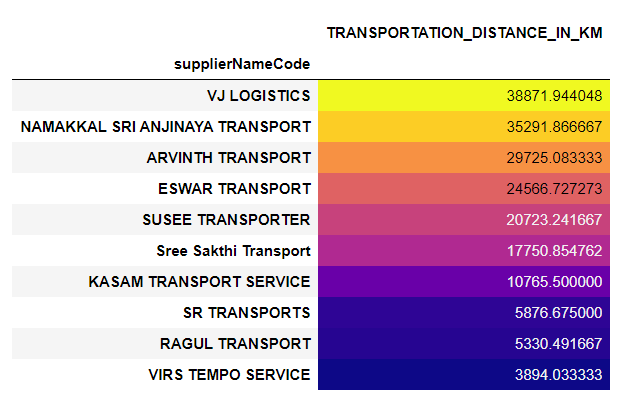 TRANSPORTATION_DISTANCE_IN_KM
supplierNameCode
VJ LOGISTICS 38871.944048
NAMAKKAL SRI ANJINAYA TRANSPORT 35291.866667
ARVINTH TRANSPORT 29725.083333
ESWAR TRANSPORT 24566.727273
SUSEE TRANSPORTER 20723.241667
Sree Sakthi Transport 17750.854762
KASAM TRANSPORT SERVICE 10765.500000
SR TRANSPORTS 5876.675000
RAGUL TRANSPORT 5330.491667
VIRS TEMPO SERVICE 3894.033333